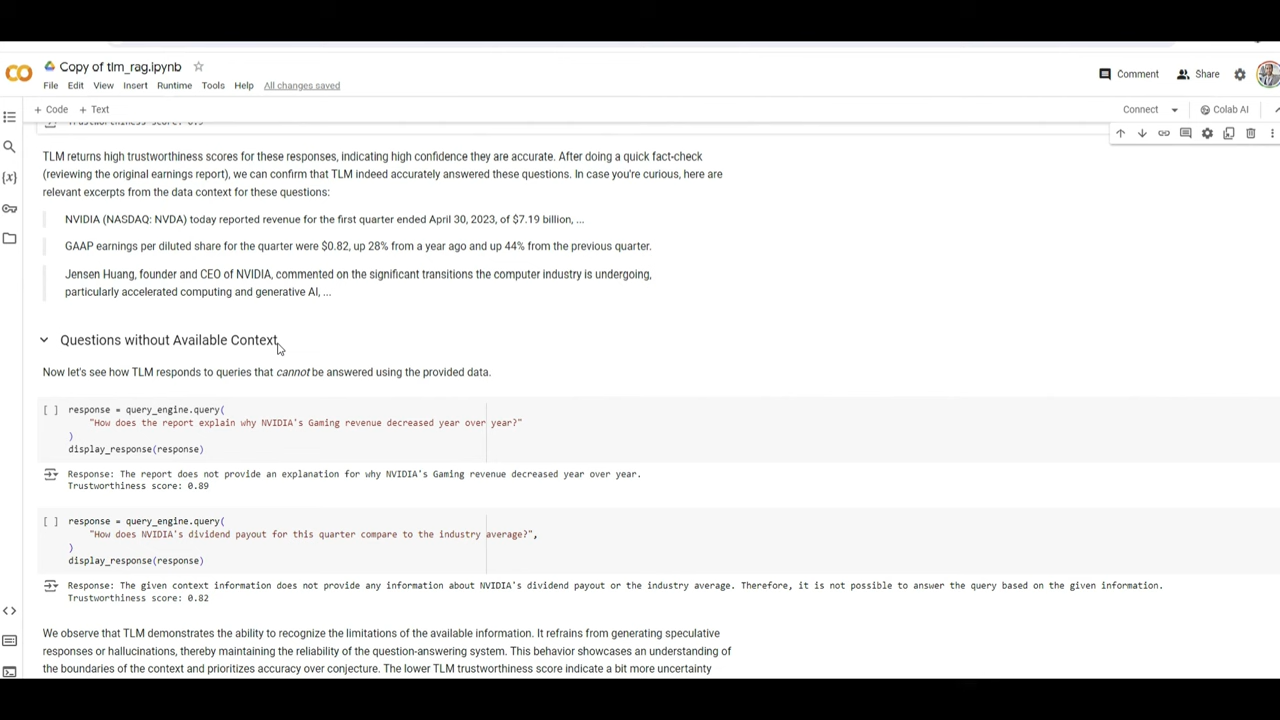 Copy of tlm_rag.ipynb
File Edit View Insert Runtime Tools Help All changes saved
Comment Share
+ Code + Text
Connect Colab AI
Trustworthiness score: 0.9
TLM returns high trustworthiness scores for these responses, indicating high confidence they are accurate. After doing a quick fact-check
(reviewing the original earnings report), we can confirm that TLM indeed accurately answered these questions. In case you're curious, here are
relevant excerpts from the data context for these questions:
NVIDIA (NASDAQ: NVDA) today reported revenue for the first quarter ended April 30, 2023, of $7.19 billion, ...
GAAP earnings per diluted share for the quarter were $0.82, up 28% from a year ago and up 44% from the previous quarter.
Jensen Huang, founder and CEO of NVIDIA, commented on the significant transitions the computer industry is undergoing,
particularly accelerated computing and generative AI, ...
Questions without Available Context
Now let's see how TLM responds to queries that cannot be answered using the provided data.
[ ] response = query_engine.query(
"How does the report explain why NVIDIA's Gaming revenue decreased year over year?"
)
display_response(response)
Response: The report does not provide an explanation for why NVIDIA's Gaming revenue decreased year over year.
Trustworthiness score: 0.89
[ ] response = query_engine.query(
"How does NVIDIA's dividend payout for this quarter compare to the industry average?",
)
display_response(response)
Response: The given context information does not provide any information about NVIDIA's dividend payout or the industry average. Therefore, it is not possible to answer the query based on the given information.
Trustworthiness score: 0.82
We observe that TLM demonstrates the ability to recognize the limitations of the available information. It refrains from generating speculative
responses or hallucinations, thereby maintaining the reliability of the question-answering system. This behavior showcases an understanding of
the boundaries of the context and prioritizes accuracy over conjecture. The lower TLM trustworthiness score indicate a bit more uncertainty